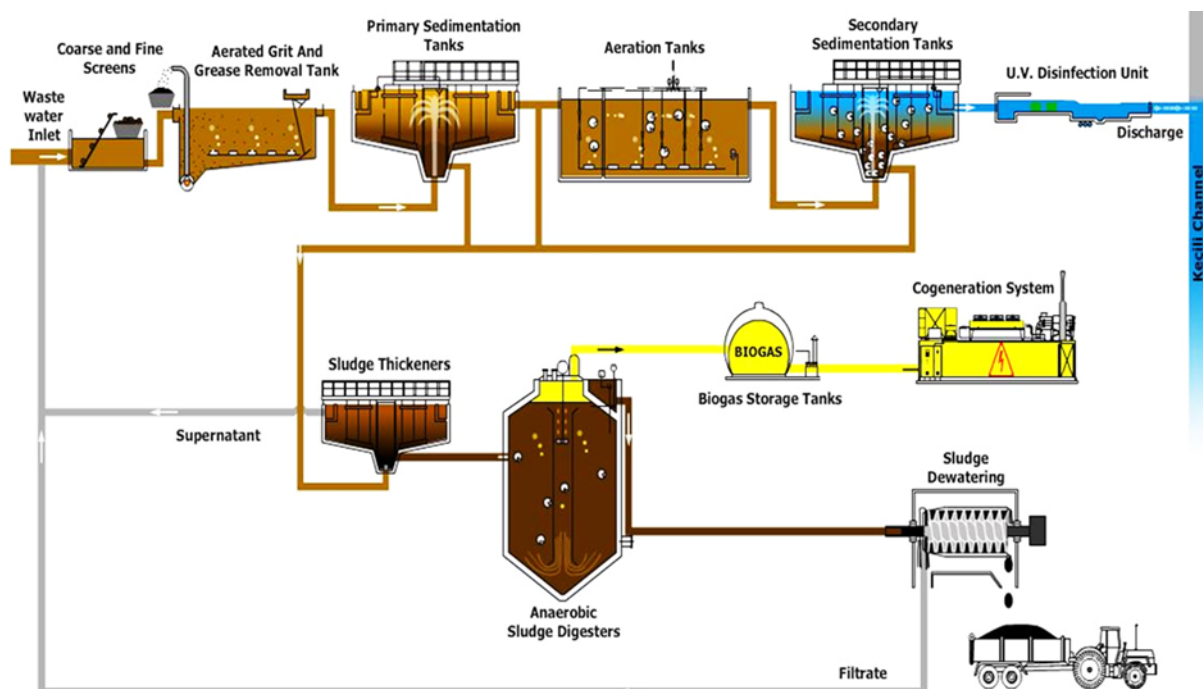 Coarse and Fine
Screens
Aerated Grit And
Grease Removal Tank
Primary Sedimentation
Tanks
Aeration Tanks
Secondary
Sedimentation Tanks
U.V. Disinfection Unit
Waste
water
Inlet
Discharge
Kecili Channel
Cogeneration System
BIOGAS
Biogas Storage Tanks
Sludge Thickeners
Supernatant
Sludge
Dewatering
Anaerobic
Sludge Digesters
Filtrate